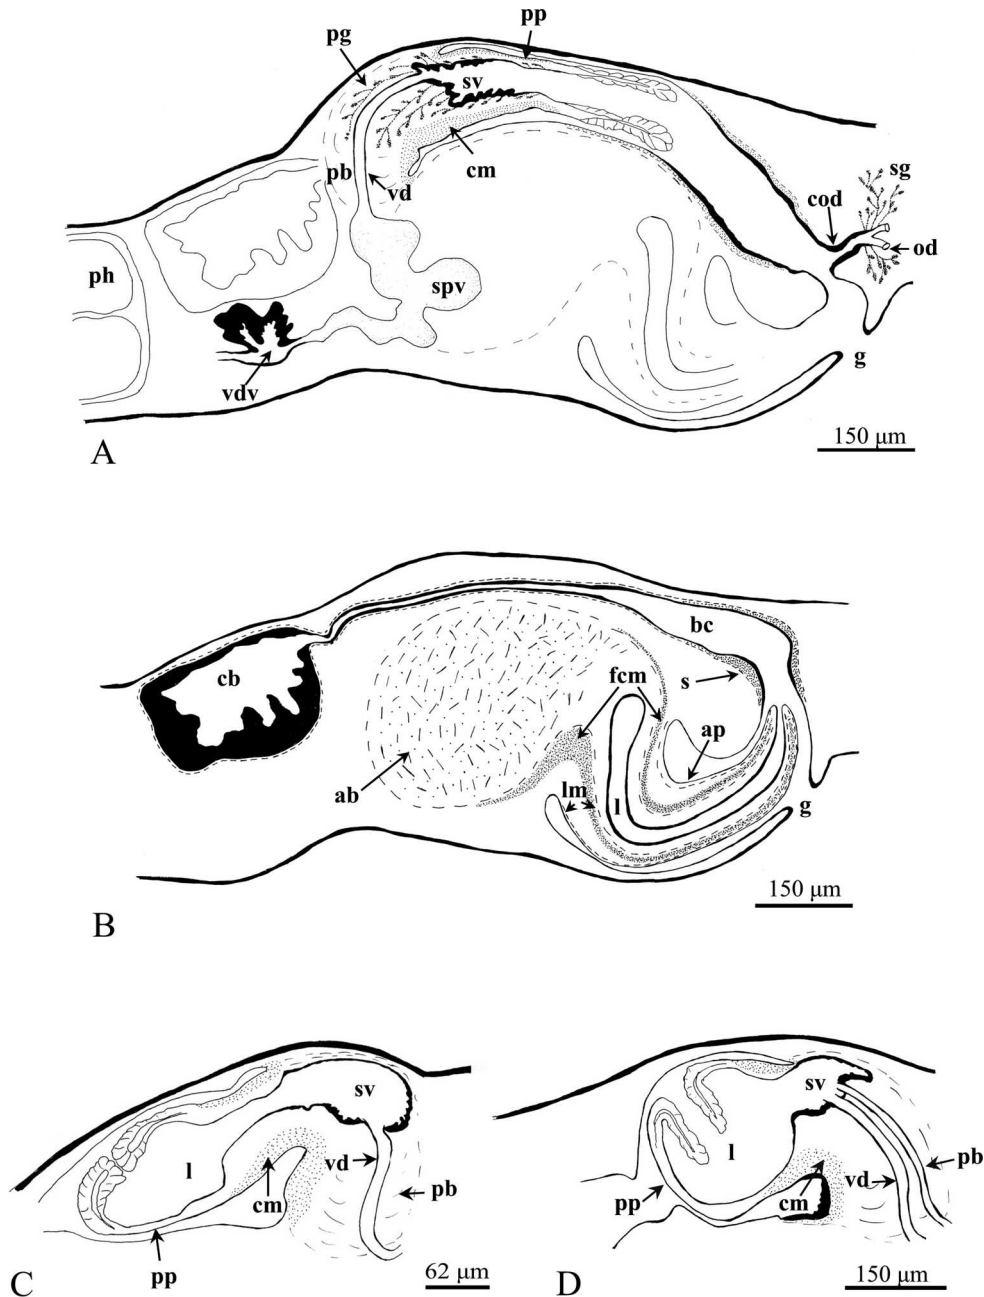 pp
pg
sv
cm
sg
pb
vd
cod
od
ph
spv
vdv
g
A
150 μm
bc
cb
fcm
s
ap
ab
lm
l
g
150 μm
B
sv
l
vd
cm
pb
pp
C
62 μm
sv
l
pb
vd
cm
pp
D
150 μm